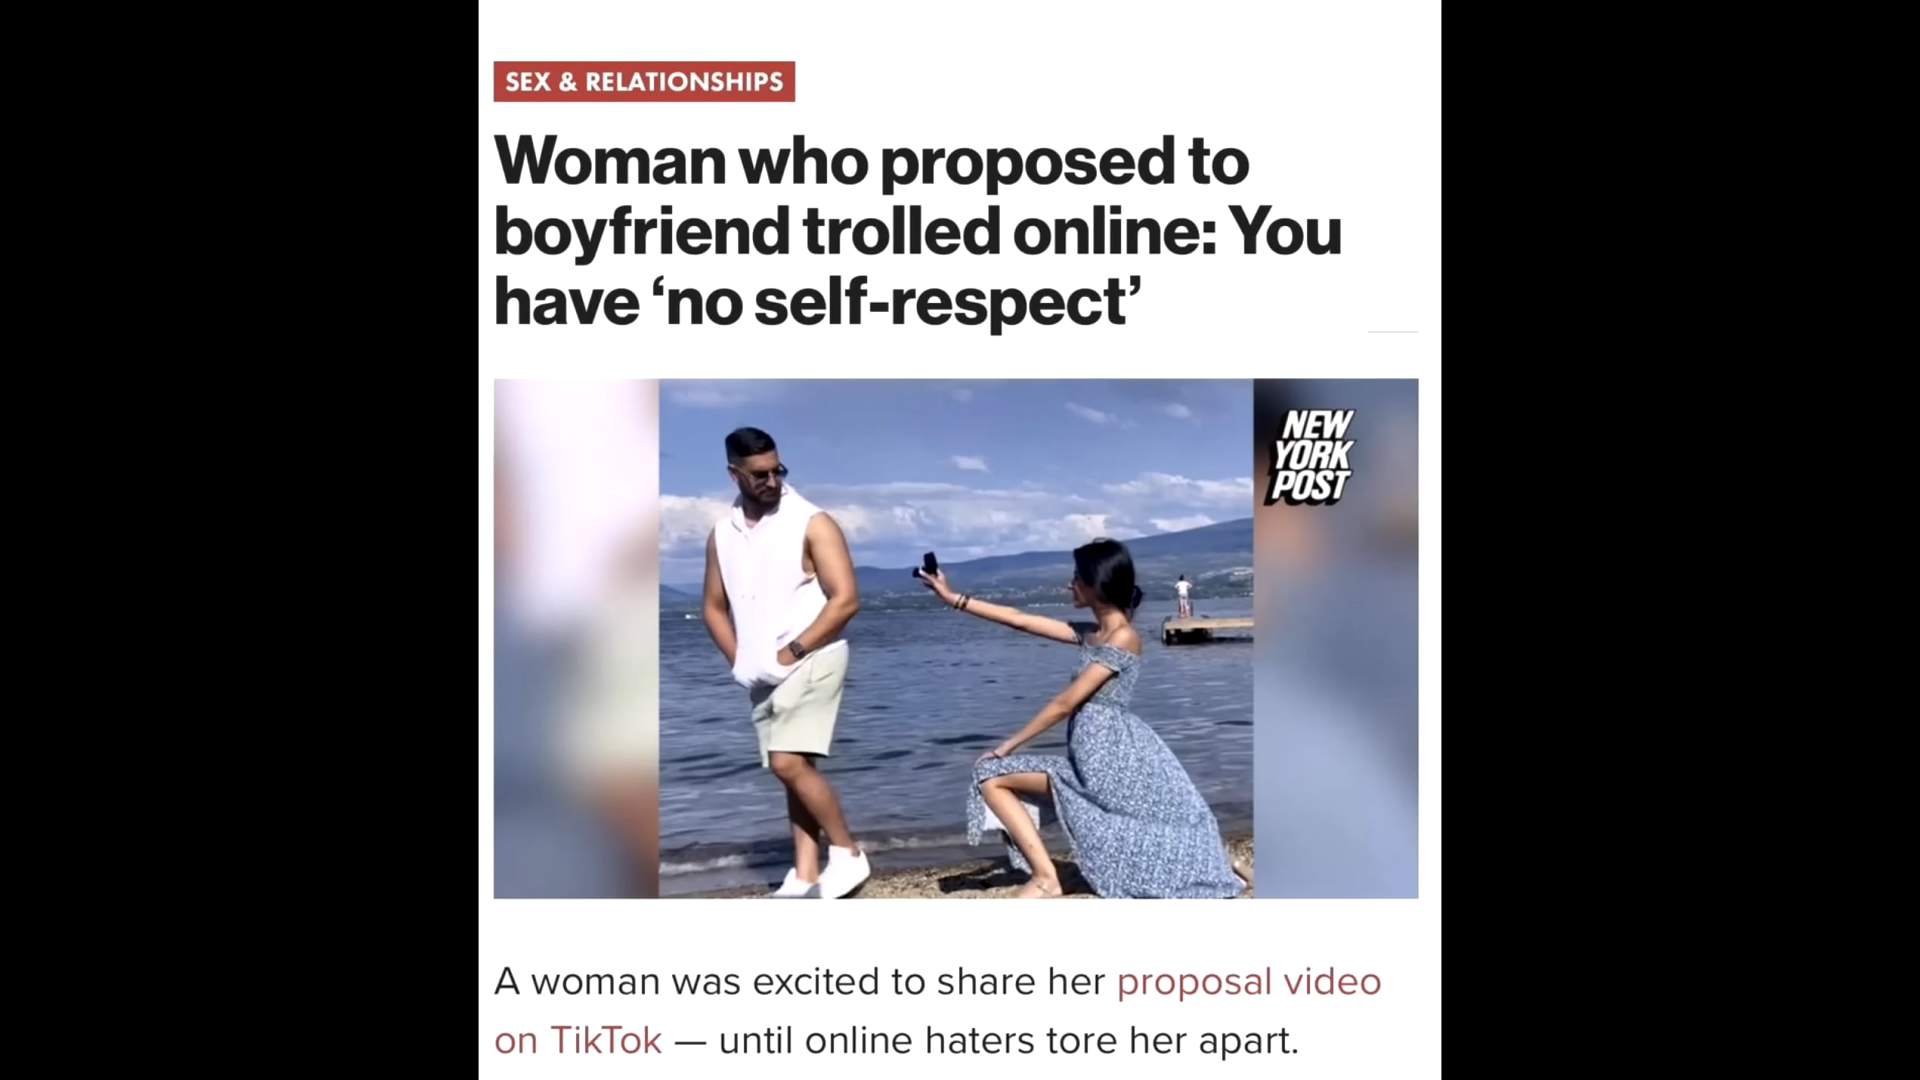 SEX & RELATIONSHIPS
Woman who proposed to
boyfriend trolled online: You
have ‘no self-respect’
NEW
YORK
POST
A woman was excited to share her proposal video
on TikTok — until online haters tore her apart.